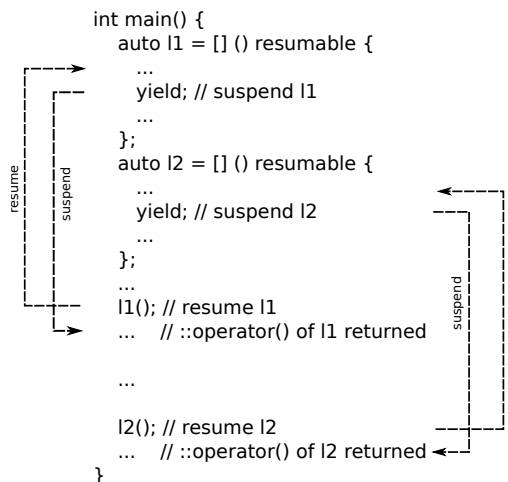 int main() {
auto l1 = [] () resumable {
...
yield; // suspend l1
...
};
auto l2 = [] () resumable {
...
yield; // suspend l2
...
};
...
l1(); // resume l1
... // ::operator() of l1 returned
...
l2(); // resume l2
... // ::operator() of l2 returned
}
resume
suspend
suspend